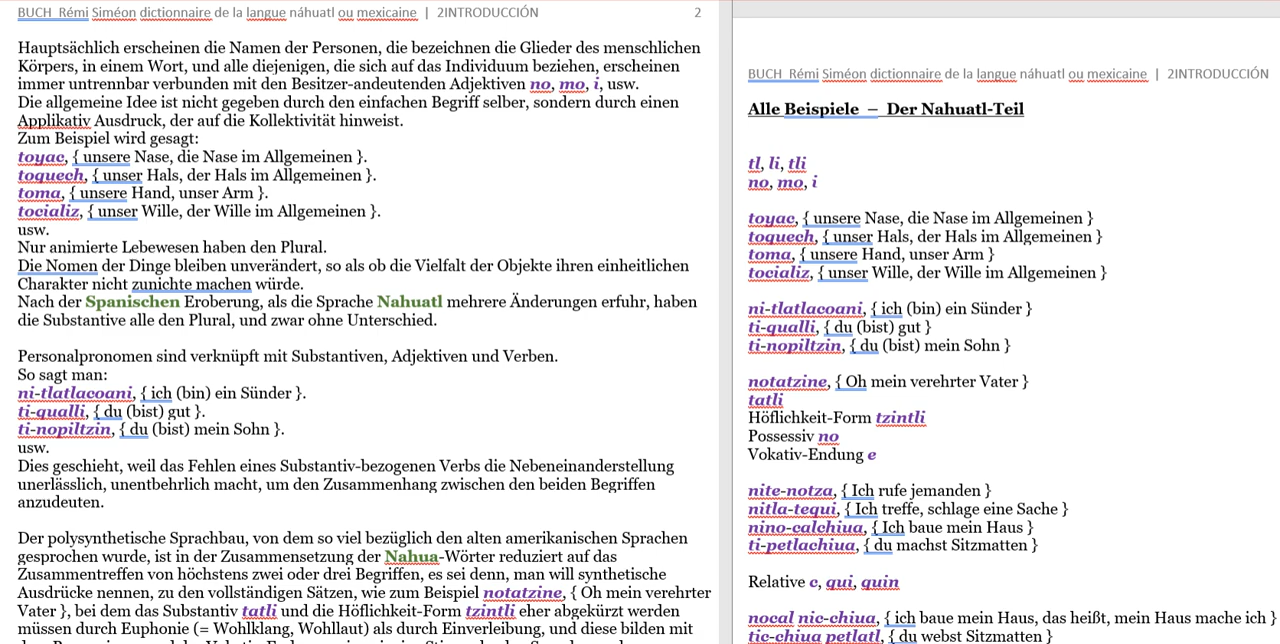 BUCH Rémi Siméon dictionnaire de la langue náhuatl ou mexicaine | 2INTRODUCCIÓN 2
Hauptsächlich erscheinen die Namen der Personen, die bezeichnen die Glieder des menschlichen
Körpers, in einem Wort, und alle diejenigen, die sich auf das Individuum beziehen, erscheinen
immer untrennbar verbunden mit den Besitzer-andeutenden Adjektiven no, mo, i, usw.
Die allgemeine Idee ist nicht gegeben durch den einfachen Begriff selber, sondern durch einen
Applikativ Ausdruck, der auf die Kollektivität hinweist.
Zum Beispiel wird gesagt:
toyac, { unsere Nase, die Nase im Allgemeinen }.
toquech, { unser Hals, der Hals im Allgemeinen }.
toma, { unsere Hand, unser Arm }.
tocializ, { unser Wille, der Wille im Allgemeinen }.
usw.
Nur animierte Lebewesen haben den Plural.
Die Nomen der Dinge bleiben unverändert, so als ob die Vielfalt der Objekte ihren einheitlichen
Charakter nicht zunichte machen würde.
Nach der Spanischen Eroberung, als die Sprache Nahuatl mehrere Änderungen erfuhr, haben
die Substantive alle den Plural, und zwar ohne Unterschied.
Personalpronomen sind verknüpft mit Substantiven, Adjektiven und Verben.
So sagt man:
ni-tlatlacoani, { ich (bin) ein Sünder }.
ti-qualli, { du (bist) gut }.
ti-nopiltzin, { du (bist) mein Sohn }.
usw.
Dies geschieht, weil das Fehlen eines Substantiv-bezogenen Verbs die Nebeneinanderstellung
unerlässlich, unentbehrlich macht, um den Zusammenhang zwischen den beiden Begriffen
anzudeuten.
Der polysynthetische Sprachbau, von dem so viel bezüglich den alten amerikanischen Sprachen
gesprochen wurde, ist in der Zusammensetzung der Nahua-Wörter reduziert auf das
Zusammentreffen von höchstens zwei oder drei Begriffen, es sei denn, man will synthetische
Ausdrücke nennen, zu den vollständigen Sätzen, wie zum Beispiel notatzine, { Oh mein verehrter
Vater }, bei dem das Substantiv tatli und die Höflichkeit-Form tzintli eher abgekürzt werden
müssen durch Euphonie (= Wohlklang, Wohllaut) als durch Einverleibung, und diese bilden mit
BUCH Rémi Siméon dictionnaire de la langue náhuatl ou mexicaine | 2INTRODUCCIÓN
Alle Beispiele – Der Nahuatl-Teil
tl, li, tli
no, mo, i
toyac, { unsere Nase, die Nase im Allgemeinen }
toquech, { unser Hals, der Hals im Allgemeinen }
toma, { unsere Hand, unser Arm }
tocializ, { unser Wille, der Wille im Allgemeinen }
ni-tlatlacoani, { ich (bin) ein Sünder }
ti-qualli, { du (bist) gut }
ti-nopiltzin, { du (bist) mein Sohn }
notatzine, { Oh mein verehrter Vater }
tatli
Höflichkeit-Form tzintli
Possessiv no
Vokativ-Endung e
nite-notza, { Ich rufe jemanden }
nitla-tequi, { Ich treffe, schlage eine Sache }
nino-calchiua, { Ich baue mein Haus }
ti-petlachiua, { du machst Sitzmatten }
Relative c, qui, quin
nocal nic-chiua, { ich baue mein Haus, das heißt, mein Haus mache ich }
tic-chiua petlatl, { du webst Sitzmatten }